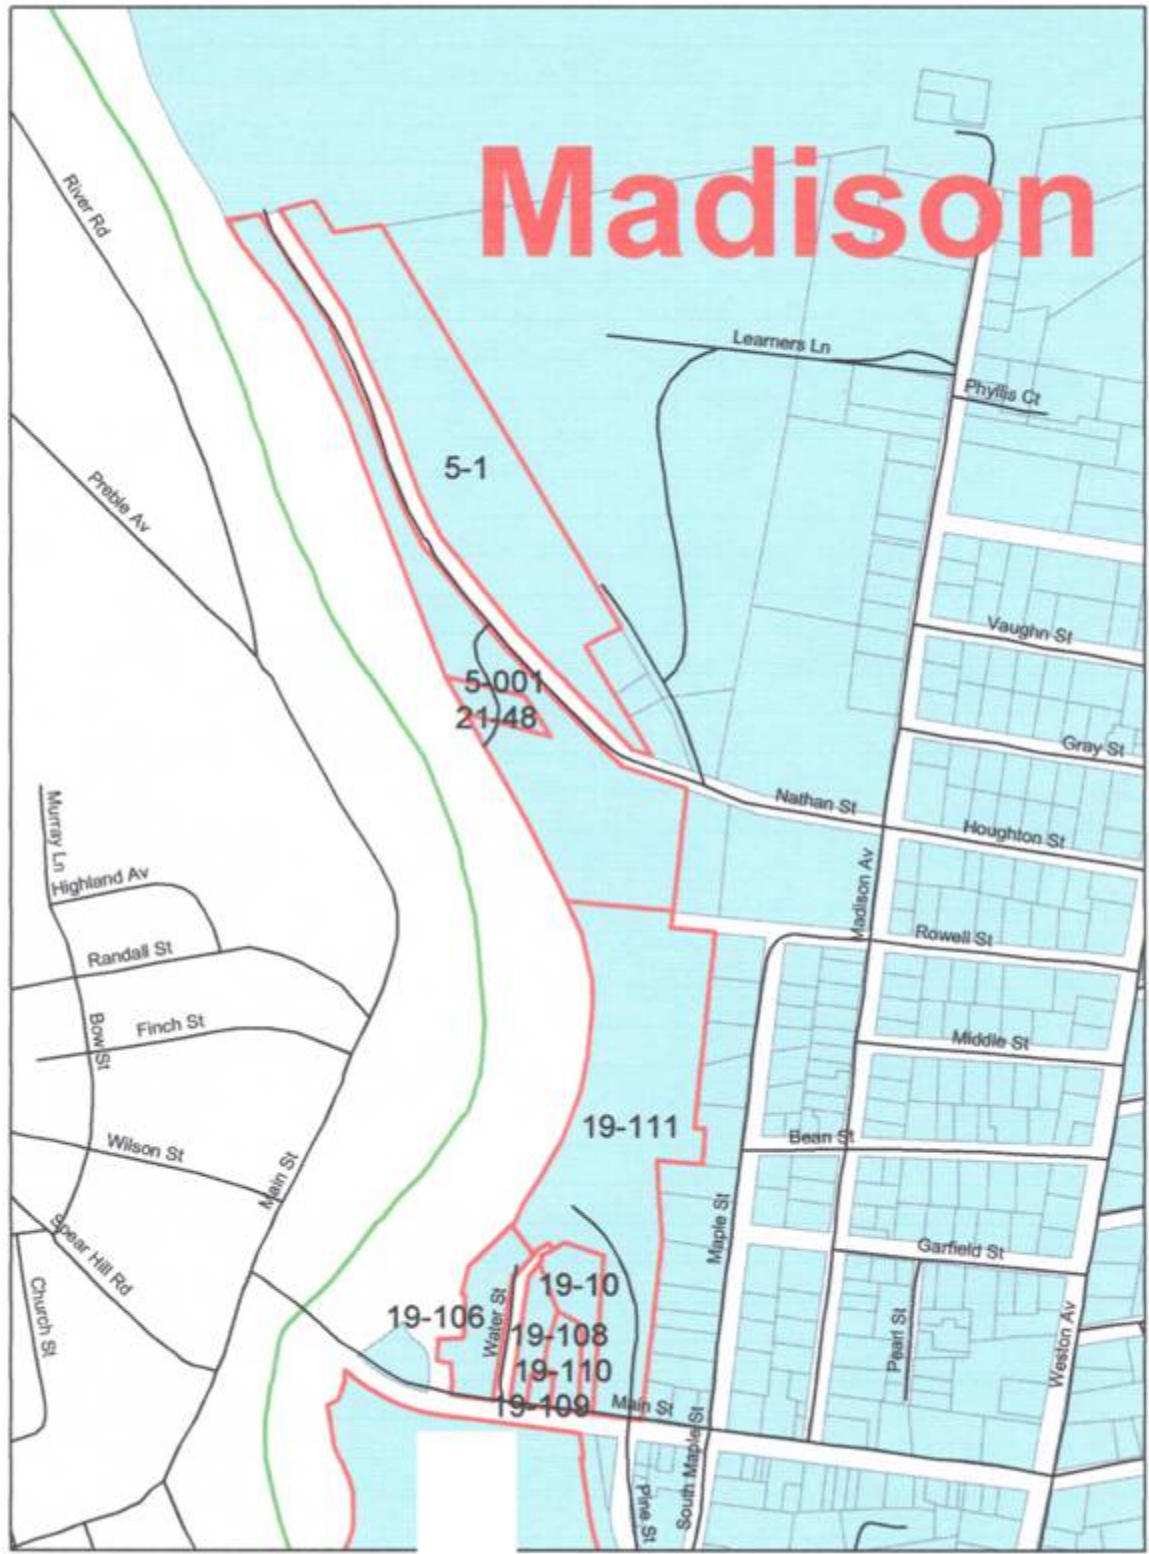 Madison
River Rd
Learners Ln
Phyllis Ct
5-1
Preble Av
Vaughn St
5-001
21-48
Gray St
Nathan St
Houghton St
Murray Ln
Highland Av
Madison Av
Randall St
Rowell St
Bow St
Finch St
Middle St
19-111
Bean St
Wilson St
Main St
Maple St
Spear Hill Rd
Garfield St
19-10
Church St
19-106
Water St
19-108
Pearl St
Weston Av
19-110
19-109
Main St
South Maple St
Pine St